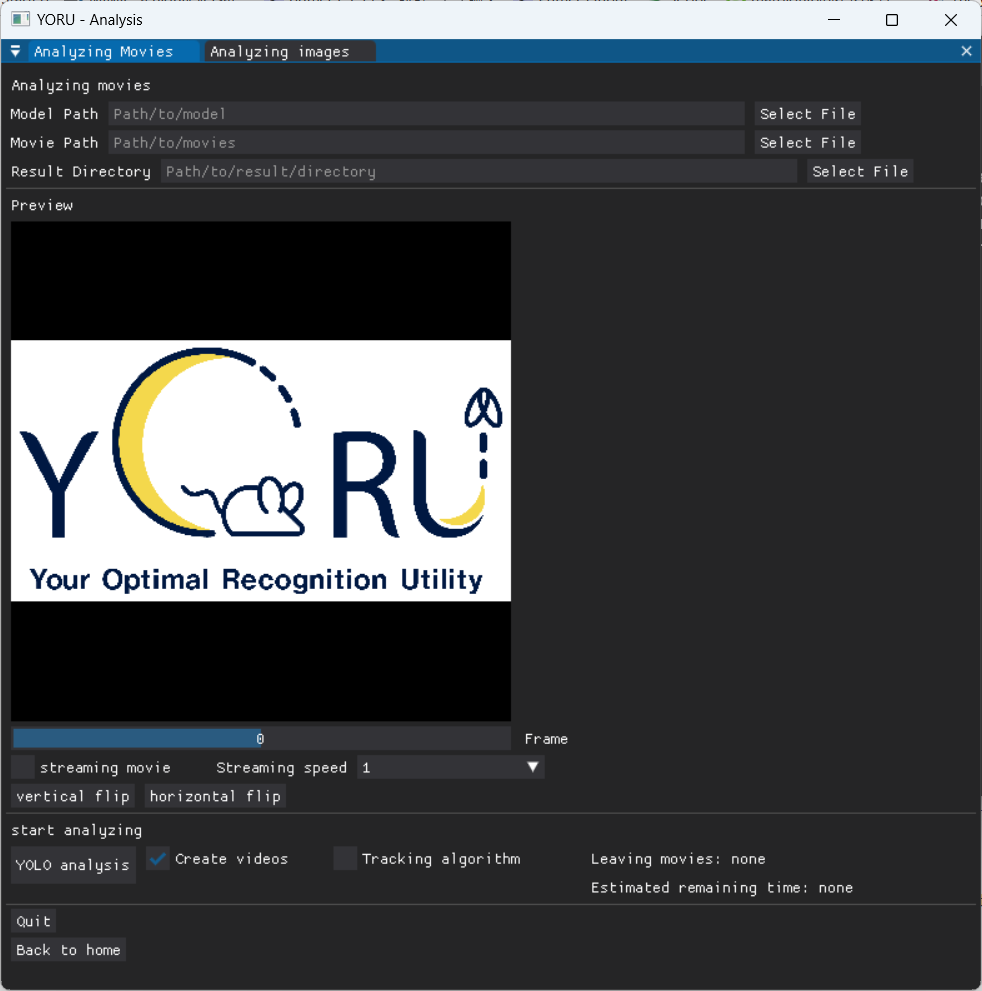 YORU - Analysis
Analyzing Movies Analyzing images
Analyzing movies
Model Path Path/to/model Select File
Movie Path Path/to/movies Select File
Result Directory Path/to/result/directory Select File
Preview
YORU
Your Optimal Recognition Utility
0 Frame
streaming movie Streaming speed 1
vertical flip horizontal flip
start analyzing
YOLO analysis Create videos Tracking algorithm Leaving movies: none
Estimated remaining time: none
Quit
Back to home